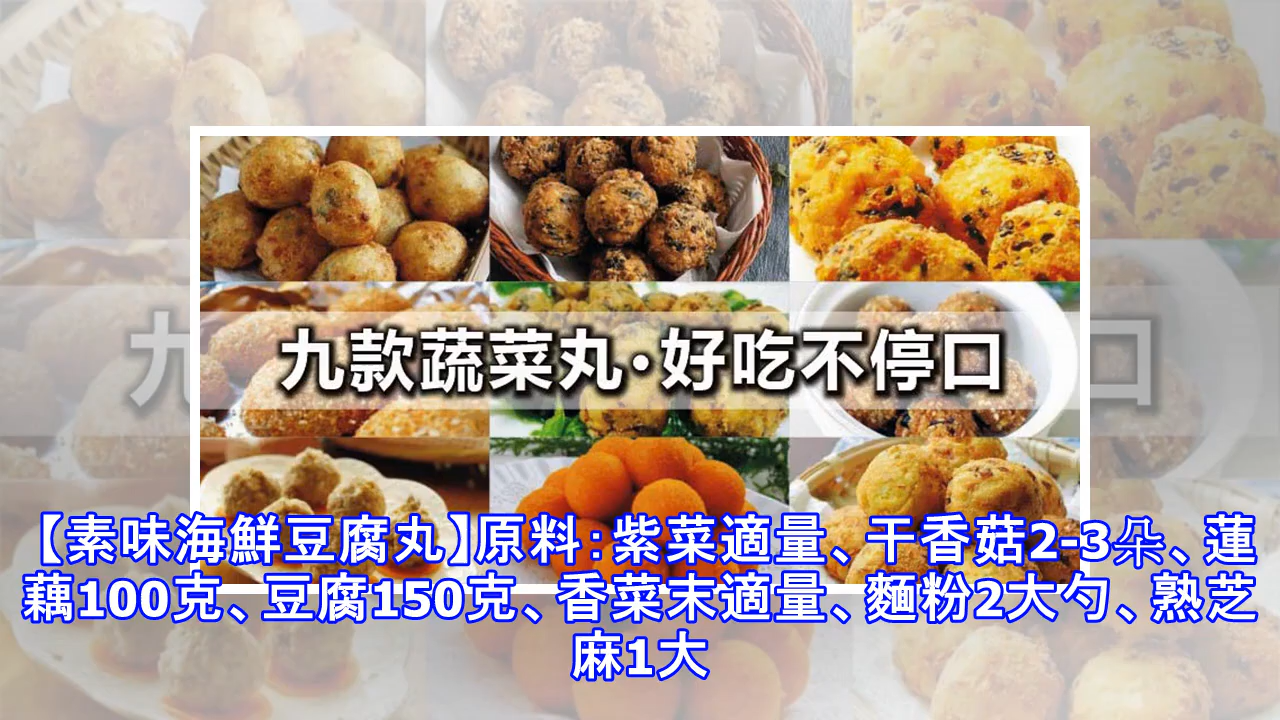 九款蔬菜丸·好吃不停口
【素味海鮮豆腐丸】原料：紫菜適量、干香菇2-3朵、蓮
藕100克、豆腐150克、香菜末適量、麵粉2大勺、熟芝
麻1大